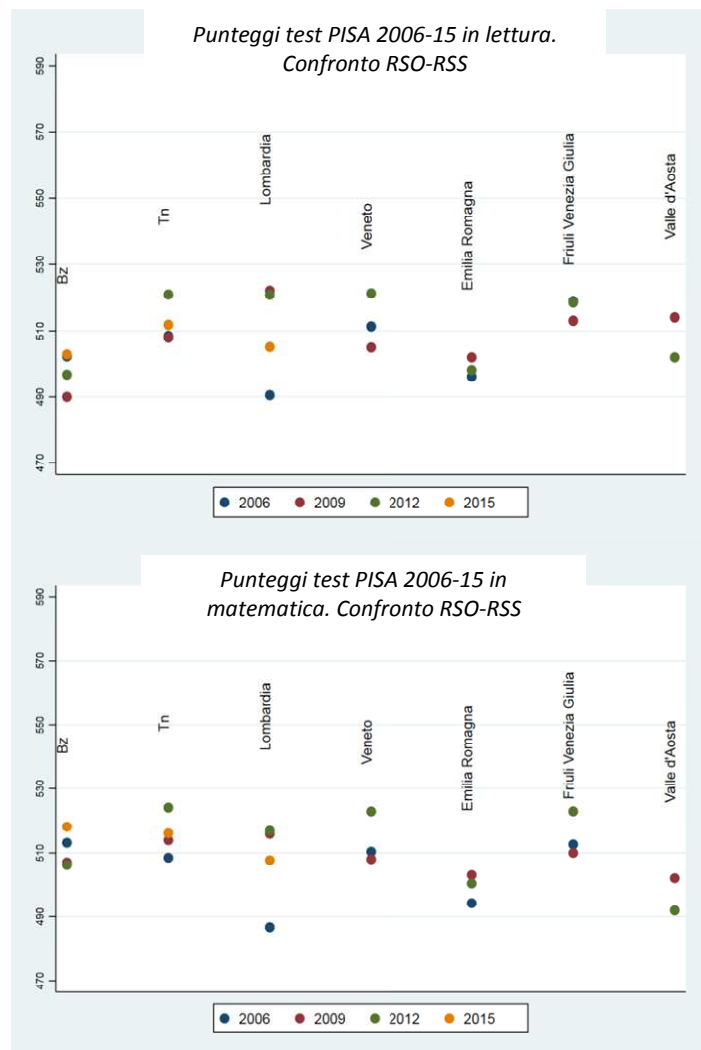 Punteggi test PISA 2006-15 in lettura.
Confronto RSO-RSS
590
570
550
530
510
490
470
Bz
Tn
Lombardia
Veneto
Emilia Romagna
Friuli Venezia Giulia
Valle d'Aosta
2006 2009 2012 2015
Punteggi test PISA 2006-15 in
matematica. Confronto RSO-RSS
590
570
550
530
510
490
470
Bz
Tn
Lombardia
Veneto
Emilia Romagna
Friuli Venezia Giulia
Valle d'Aosta
2006 2009 2012 2015